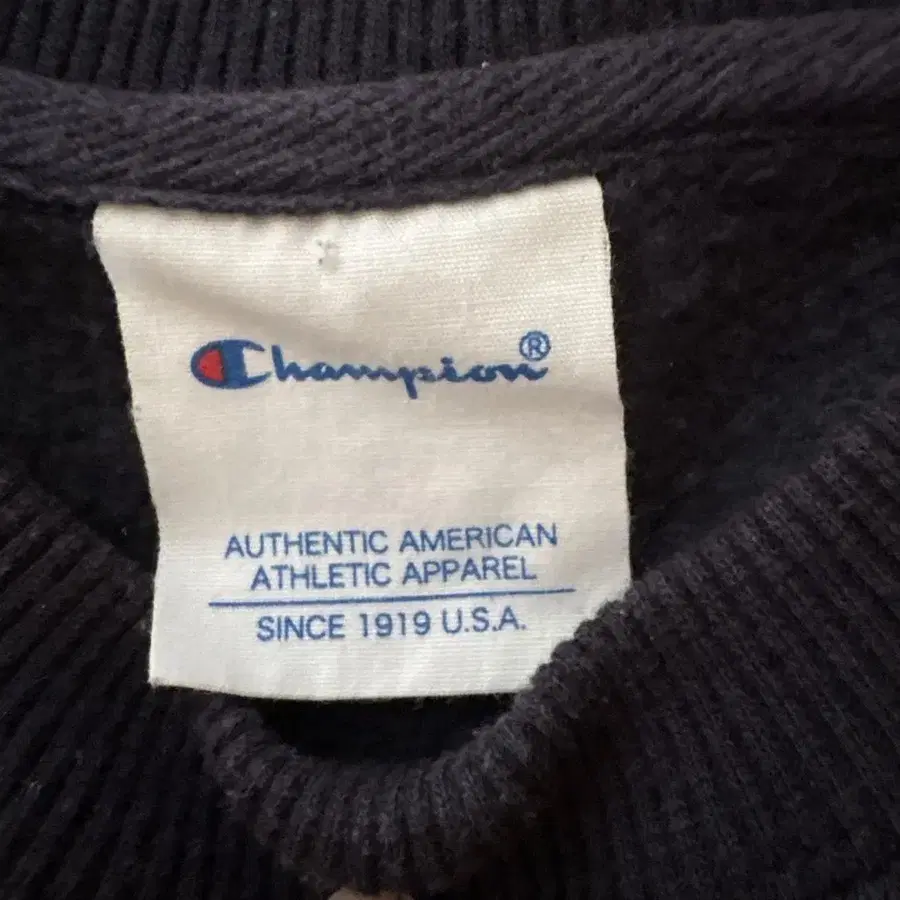 Champion®
AUTHENTIC AMERICAN
ATHLETIC APPAREL
SINCE 1919 U.S.A.